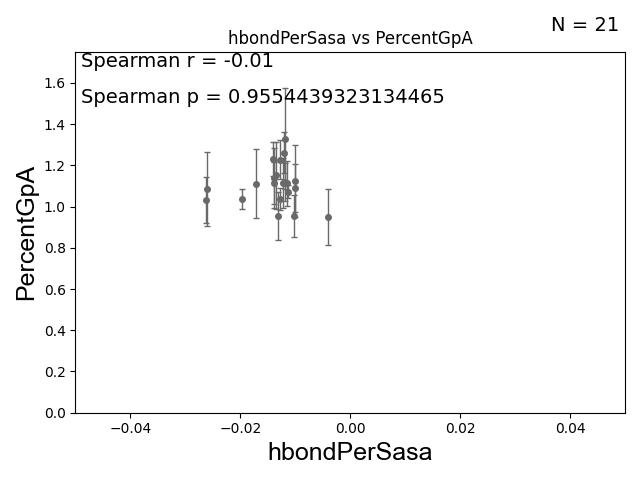 N = 21
hbondPerSasa vs PercentGpA
Spearman r = -0.01
Spearman p = 0.9554439323134465
PercentGpA
1.6
1.4
1.2
1.0
0.8
0.6
0.4
0.2
0.0
−0.04 −0.02 0.00 0.02 0.04
hbondPerSasa